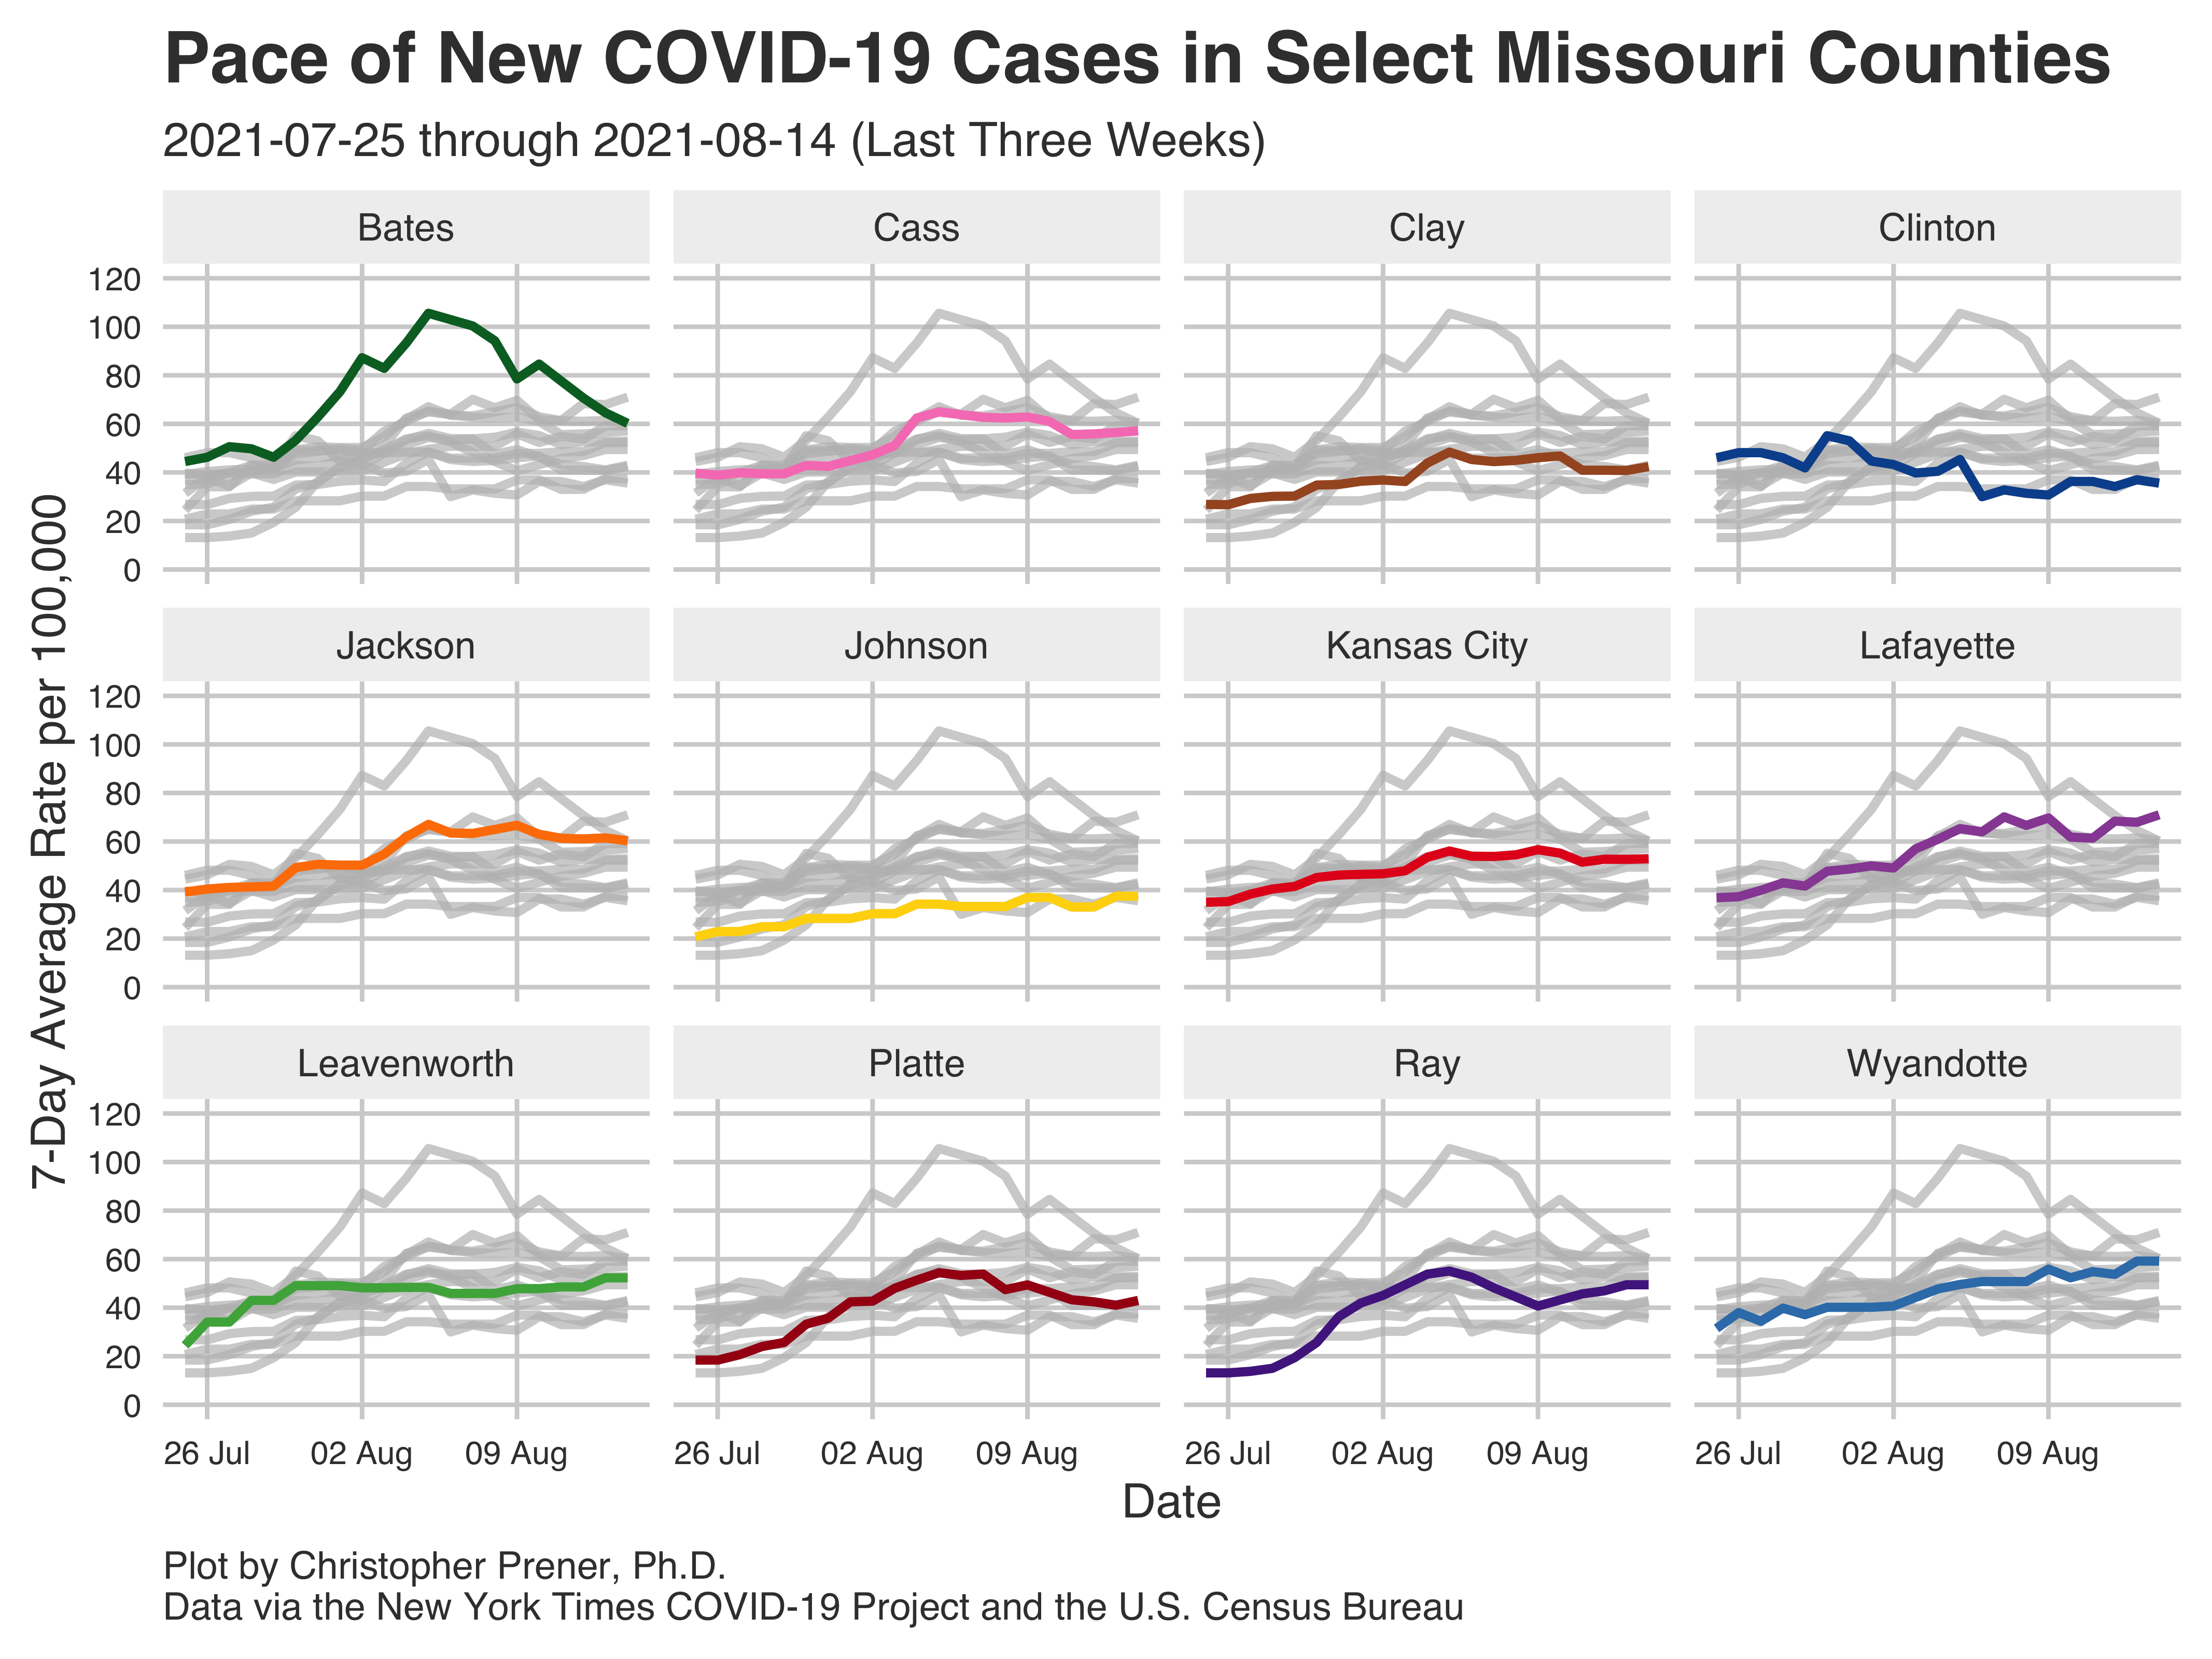 Pace of New COVID-19 Cases in Select Missouri Counties
2021-07-25 through 2021-08-14 (Last Three Weeks)
7-Day Average Rate per 100,000
Bates
Cass
Clay
Clinton
120
100
80
60
40
20
0
Jackson
Johnson
Kansas City
Lafayette
120
100
80
60
40
20
0
Leavenworth
Platte
Ray
Wyandotte
120
100
80
60
40
20
0
26 Jul 02 Aug 09 Aug
26 Jul 02 Aug 09 Aug
26 Jul 02 Aug 09 Aug
26 Jul 02 Aug 09 Aug
Date
Plot by Christopher Prener, Ph.D.
Data via the New York Times COVID-19 Project and the U.S. Census Bureau